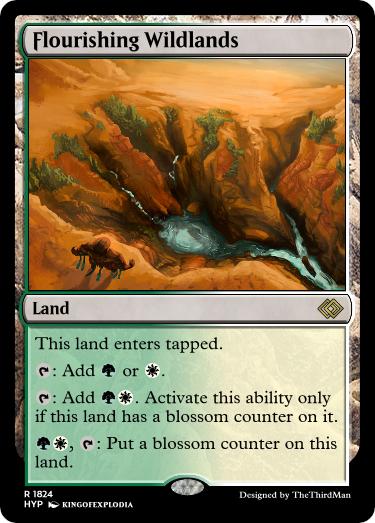 Flourishing Wildlands
Land
This land enters tapped.
: Add or .
: Add . Activate this ability only
if this land has a blossom counter on it.
, : Put a blossom counter on this
land.
R 1824
HYP KINGOFEXPLODIA
Designed by TheThirdMan